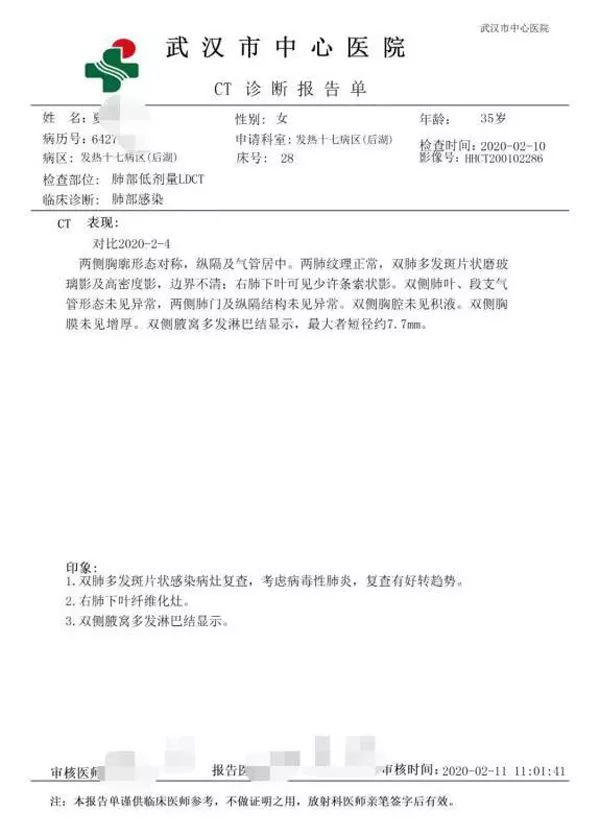 武汉市中心医院
武汉市中心医院
CT 诊断报告单
姓 名: 性别: 女 年龄: 35岁
病历号: 6427 申请科室: 发热十七病区(后湖) 检查时间: 2020-02-10
病区: 发热十七病区(后湖) 床号: 28 影像号: HHCT200102286
检查部位: 肺部低剂量LDCT
临床诊断: 肺部感染
CT 表现:
对比2020-2-4
两侧胸廓形态对称，纵隔及气管居中。两肺纹理正常，双肺多发斑片状磨玻
璃影及高密度影，边界不清；右肺下叶可见少许条索状影。双侧肺叶、段支气
管形态未见异常，两侧肺门及纵隔结构未见异常。双侧胸腔未见积液。双侧胸
膜未见增厚。双侧腋窝多发淋巴结显示，最大者短径约7.7mm。
印象:
1.双肺多发斑片状感染病灶复查，考虑病毒性肺炎，复查有好转趋势。
2.右肺下叶纤维化灶。
3.双侧腋窝多发淋巴结显示。
审核医师 报告医 审核时间: 2020-02-11 11:01:41
注: 本报告单谨供临床医师参考，不做证明之用，放射科医师亲笔签字后有效。